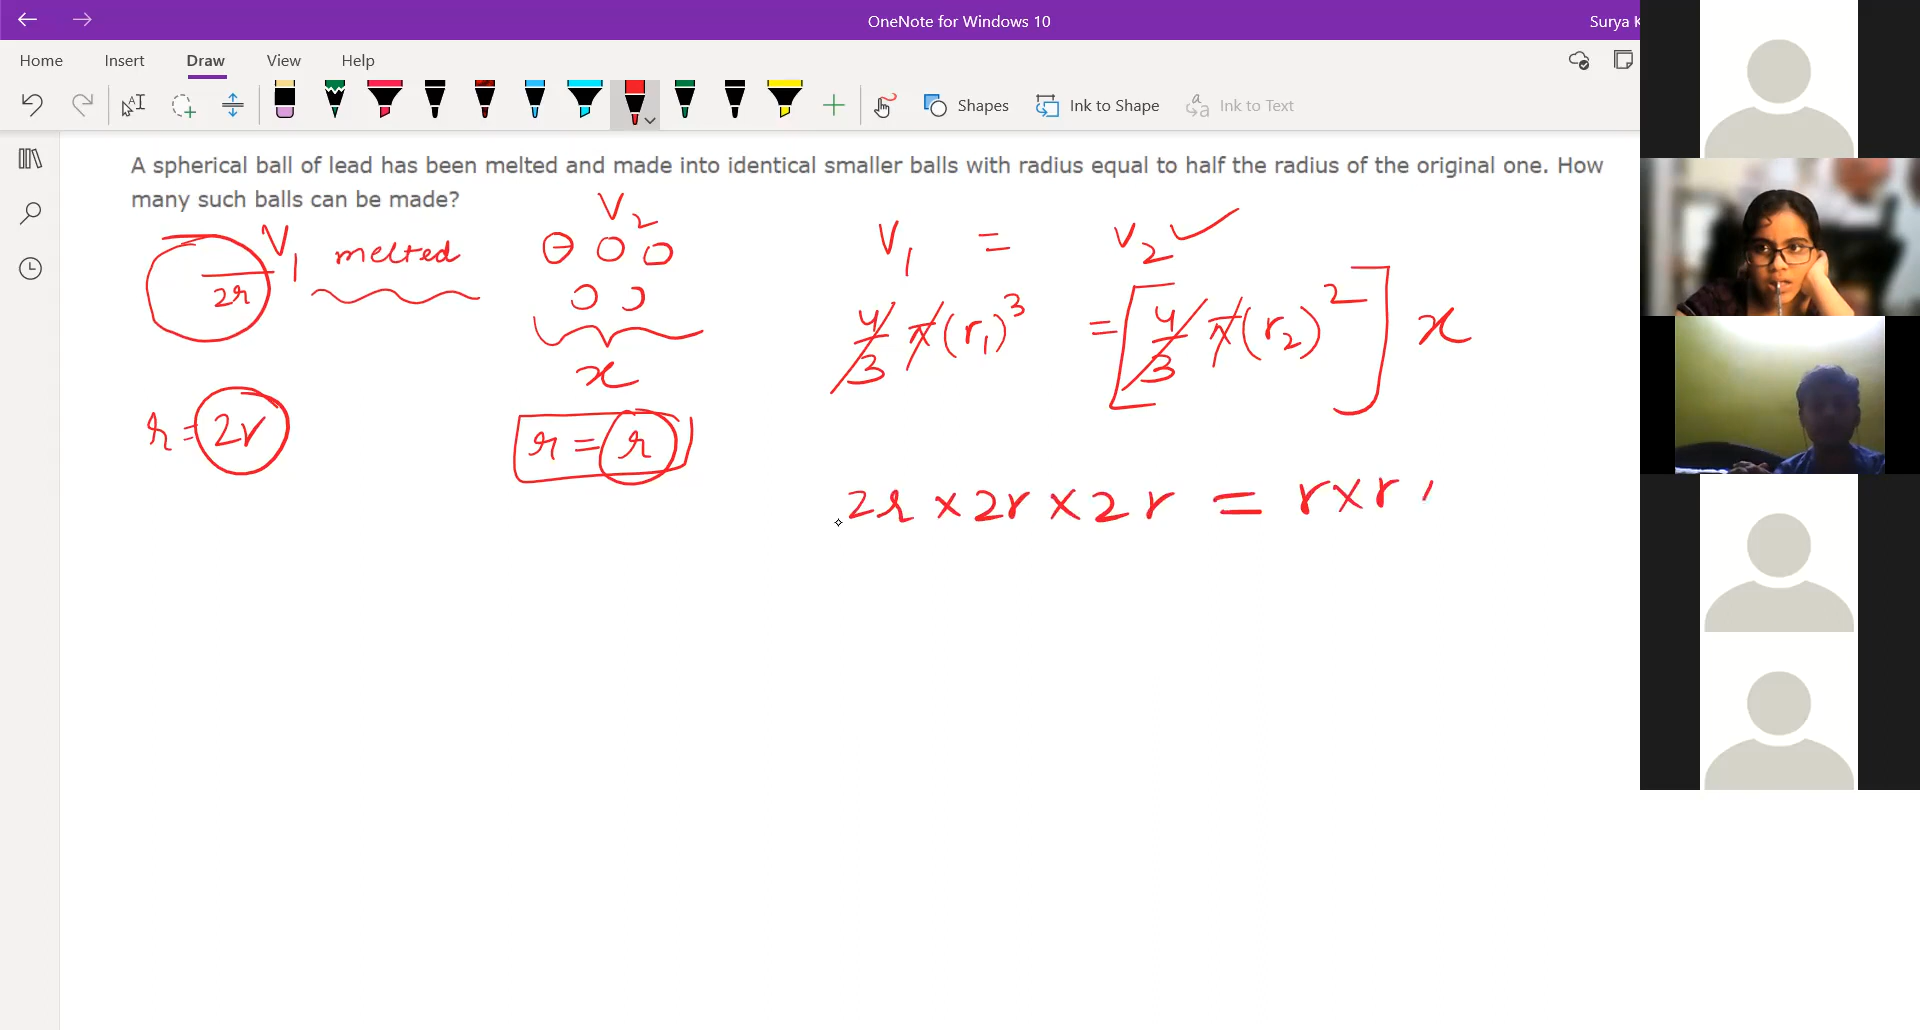 OneNote for Windows 10
Surya K
Home Insert Draw View Help
Shapes Ink to Shape Ink to Text
A spherical ball of lead has been melted and made into identical smaller balls with radius equal to half the radius of the original one. How
many such balls can be made?
V1 melted V2
2r
x
r = 2r
r = r
V1 = V2 ✓
4/3 π (r1)^3 = [4/3 π (r2)^2] x
2r × 2r × 2r = r × r